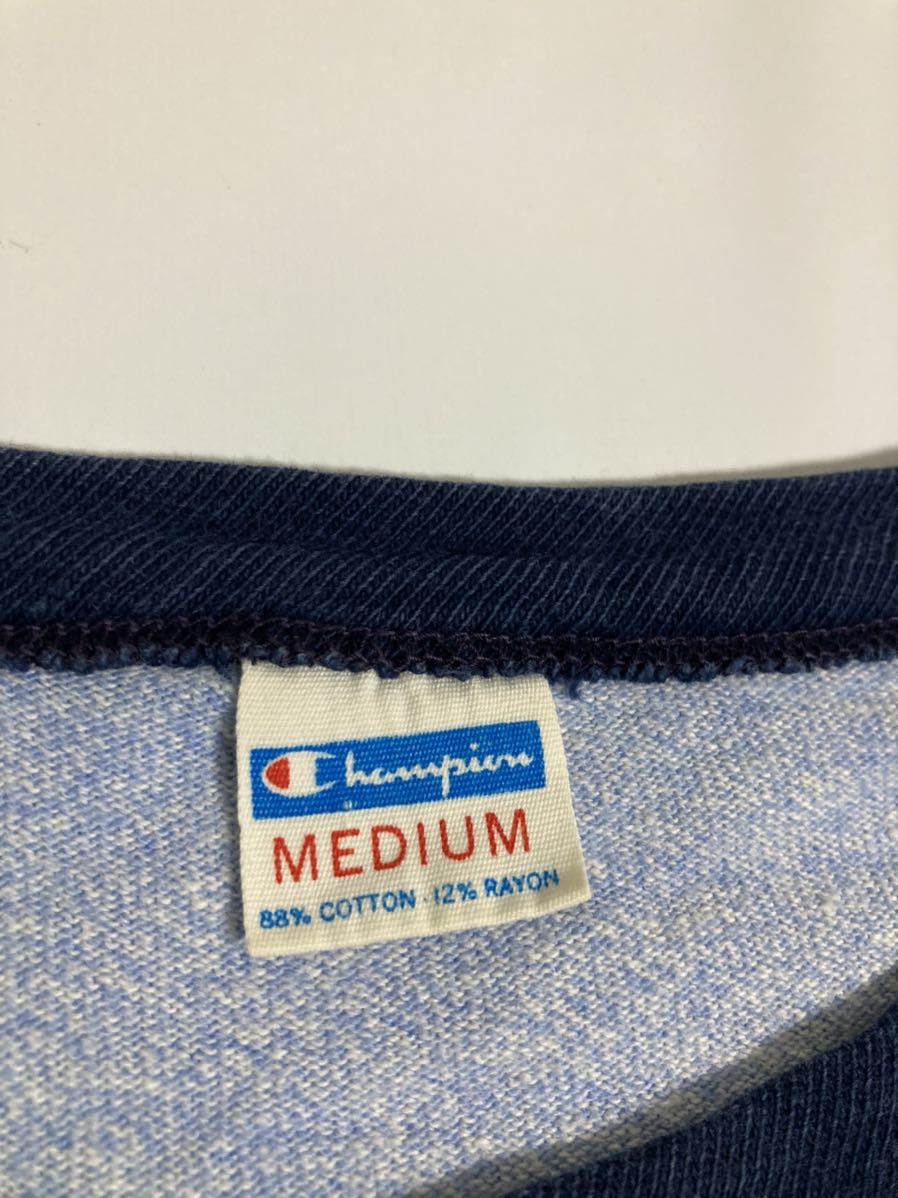 Champion
MEDIUM
88% COTTON · 12% RAYON